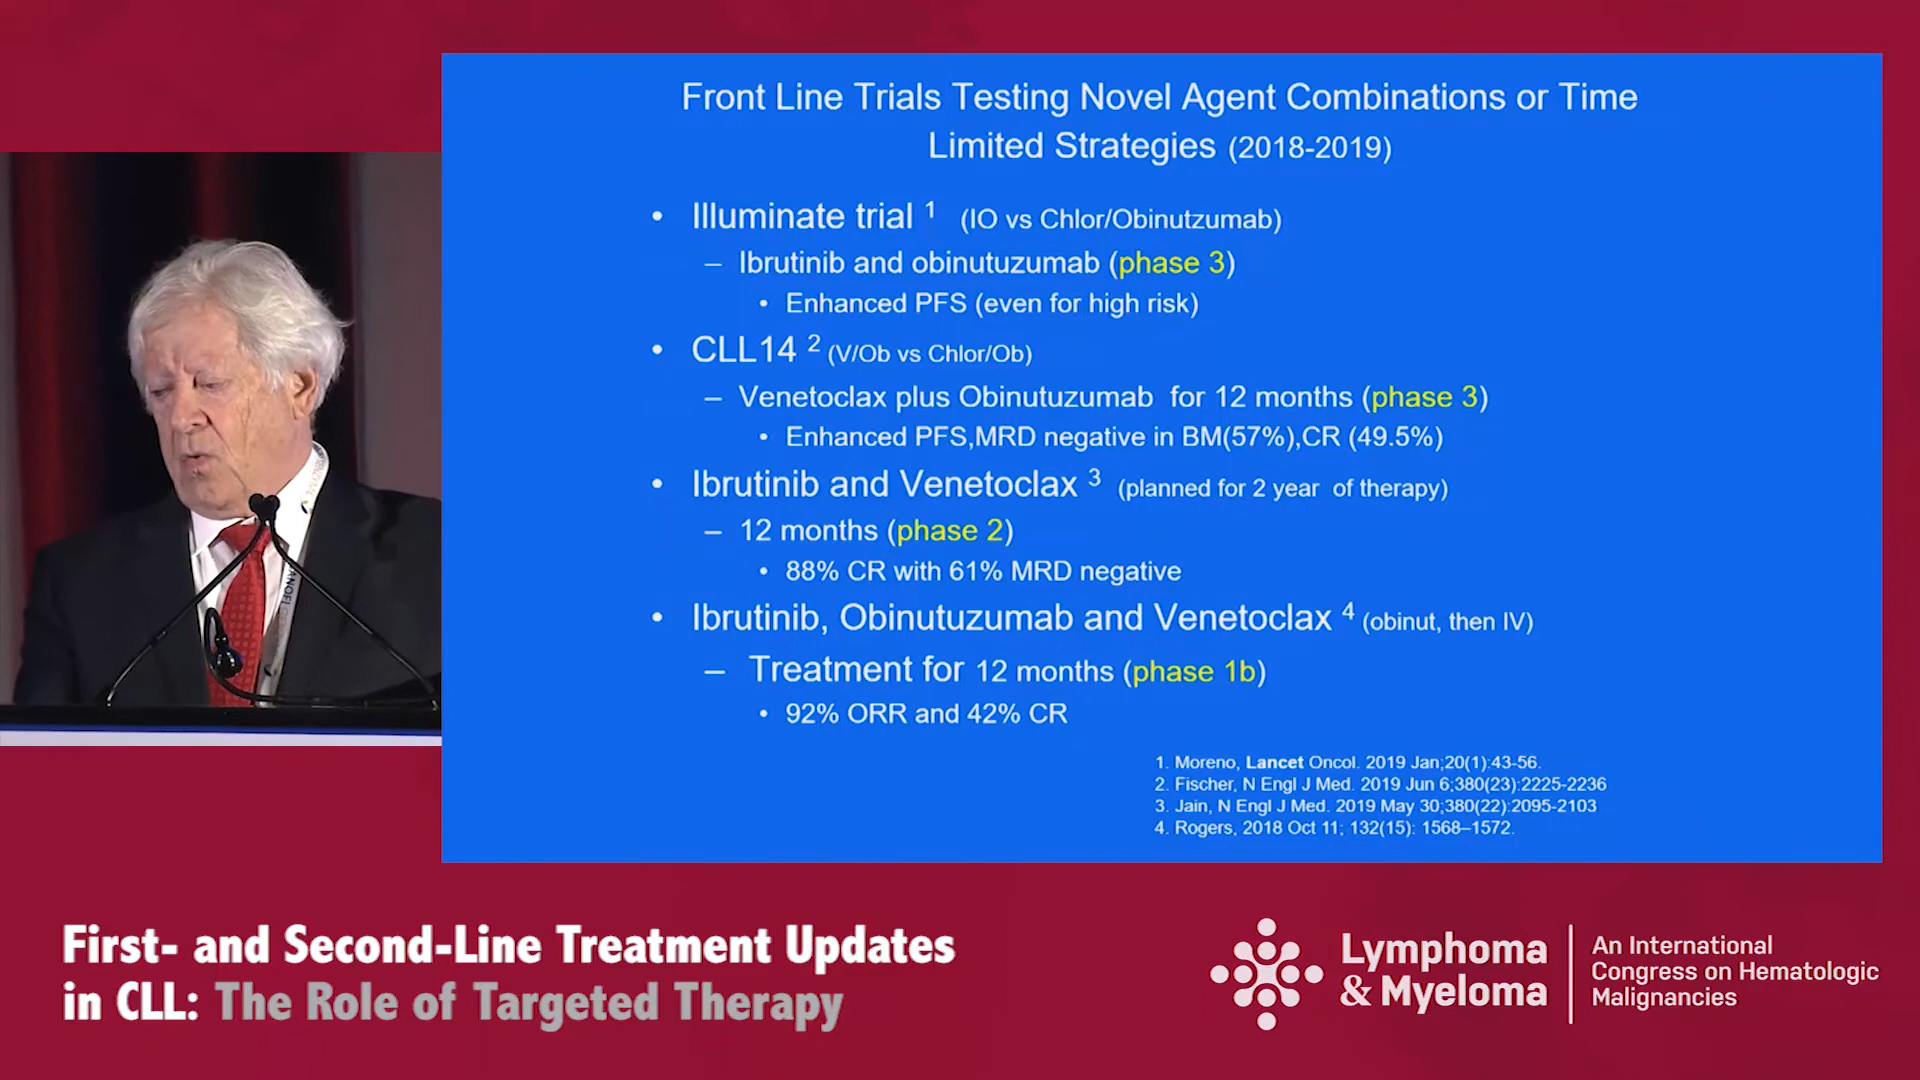 Front Line Trials Testing Novel Agent Combinations or Time
Limited Strategies (2018-2019)
• Illuminate trial 1 (IO vs Chlor/Obinutzumab)
– Ibrutinib and obinutuzumab (phase 3)
• Enhanced PFS (even for high risk)
• CLL14 2 (V/Ob vs Chlor/Ob)
– Venetoclax plus Obinutuzumab for 12 months (phase 3)
• Enhanced PFS,MRD negative in BM(57%),CR (49.5%)
• Ibrutinib and Venetoclax 3 (planned for 2 year of therapy)
– 12 months (phase 2)
• 88% CR with 61% MRD negative
• Ibrutinib, Obinutuzumab and Venetoclax 4 (obinut, then IV)
– Treatment for 12 months (phase 1b)
• 92% ORR and 42% CR
1. Moreno, Lancet Oncol. 2019 Jan;20(1):43-56.
2. Fischer, N Engl J Med. 2019 Jun 6;380(23):2225-2236
3. Jain, N Engl J Med. 2019 May 30;380(22):2095-2103
4. Rogers, 2018 Oct 11; 132(15): 1568–1572.
First- and Second-Line Treatment Updates
in CLL: The Role of Targeted Therapy
Lymphoma
& Myeloma
An International
Congress on Hematologic
Malignancies